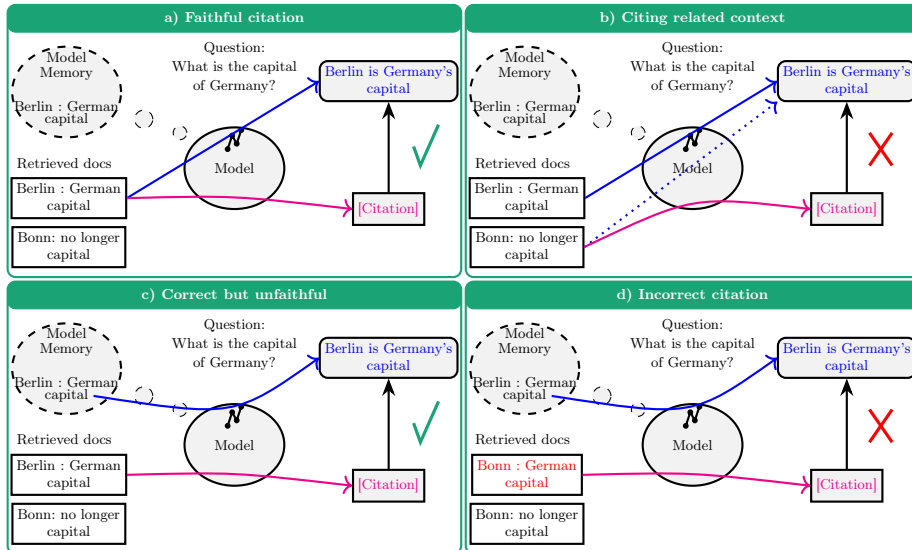 a) Faithful citation
Model
Memory
Berlin : German
capital
Question:
What is the capital
of Germany?
Berlin is Germany's
capital
Retrieved docs
Berlin : German
capital
Bonn: no longer
capital
Model
[Citation]
b) Citing related context
Model
Memory
Berlin : German
capital
Question:
What is the capital
of Germany?
Berlin is Germany's
capital
Retrieved docs
Berlin : German
capital
Bonn: no longer
capital
Model
[Citation]
c) Correct but unfaithful
Model
Memory
Berlin : German
capital
Question:
What is the capital
of Germany?
Berlin is Germany's
capital
Retrieved docs
Berlin : German
capital
Bonn: no longer
capital
Model
[Citation]
d) Incorrect citation
Model
Memory
Berlin : German
capital
Question:
What is the capital
of Germany?
Berlin is Germany's
capital
Retrieved docs
Bonn : German
capital
Bonn: no longer
capital
Model
[Citation]